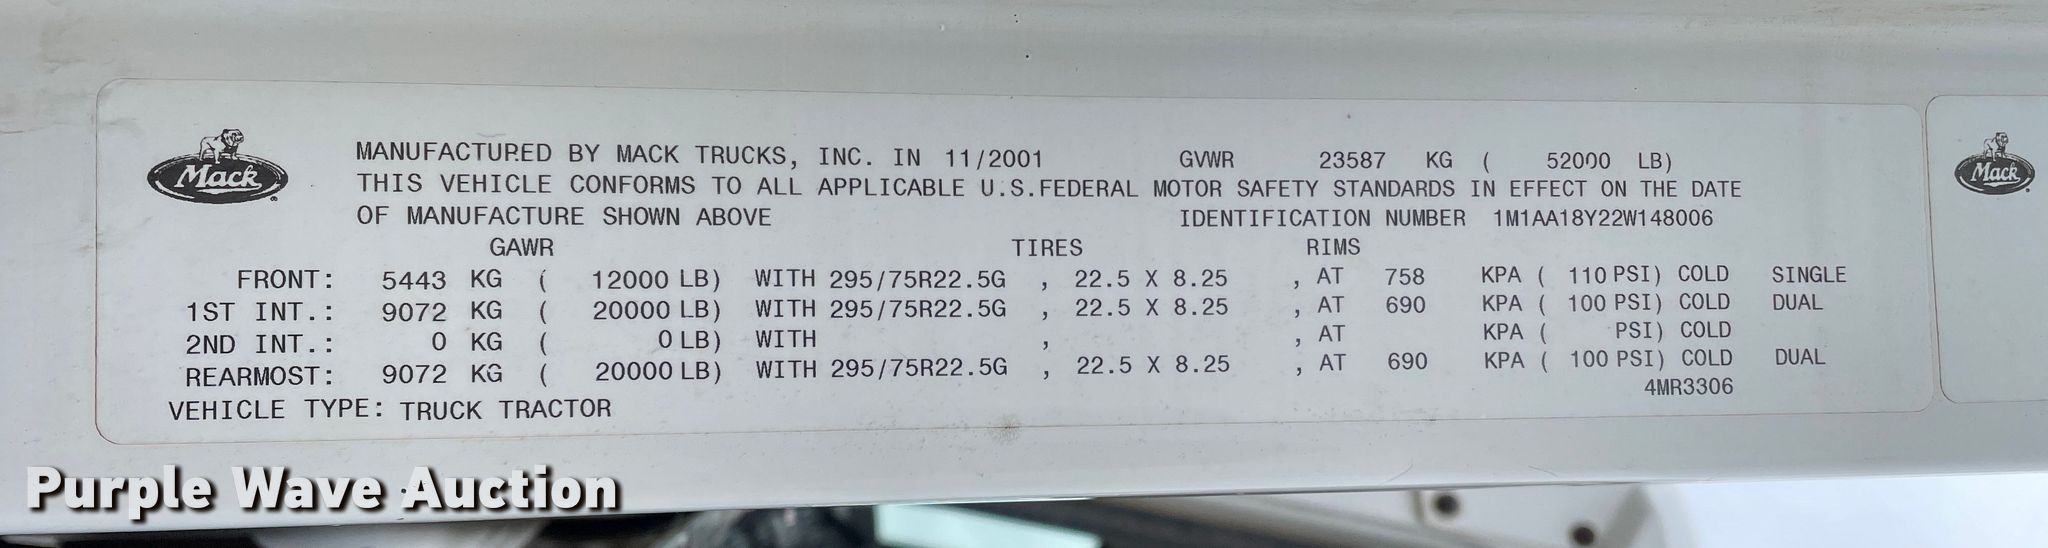 Mack
MANUFACTURED BY MACK TRUCKS, INC. IN 11/2001 GVWR 23587 KG ( 52000 LB)
THIS VEHICLE CONFORMS TO ALL APPLICABLE U.S.FEDERAL MOTOR SAFETY STANDARDS IN EFFECT ON THE DATE
OF MANUFACTURE SHOWN ABOVE IDENTIFICATION NUMBER 1M1AA18Y22W148006
GAWR TIRES RIMS
FRONT: 5443 KG ( 12000 LB) WITH 295/75R22.5G , 22.5 X 8.25 , AT 758 KPA ( 110 PSI) COLD SINGLE
1ST INT.: 9072 KG ( 20000 LB) WITH 295/75R22.5G , 22.5 X 8.25 , AT 690 KPA ( 100 PSI) COLD DUAL
2ND INT.: 0 KG ( 0 LB) WITH , , AT KPA ( PSI) COLD
REARMOST: 9072 KG ( 20000 LB) WITH 295/75R22.5G , 22.5 X 8.25 , AT 690 KPA ( 100 PSI) COLD DUAL
4MR3306
VEHICLE TYPE: TRUCK TRACTOR
Mack
Purple Wave Auction